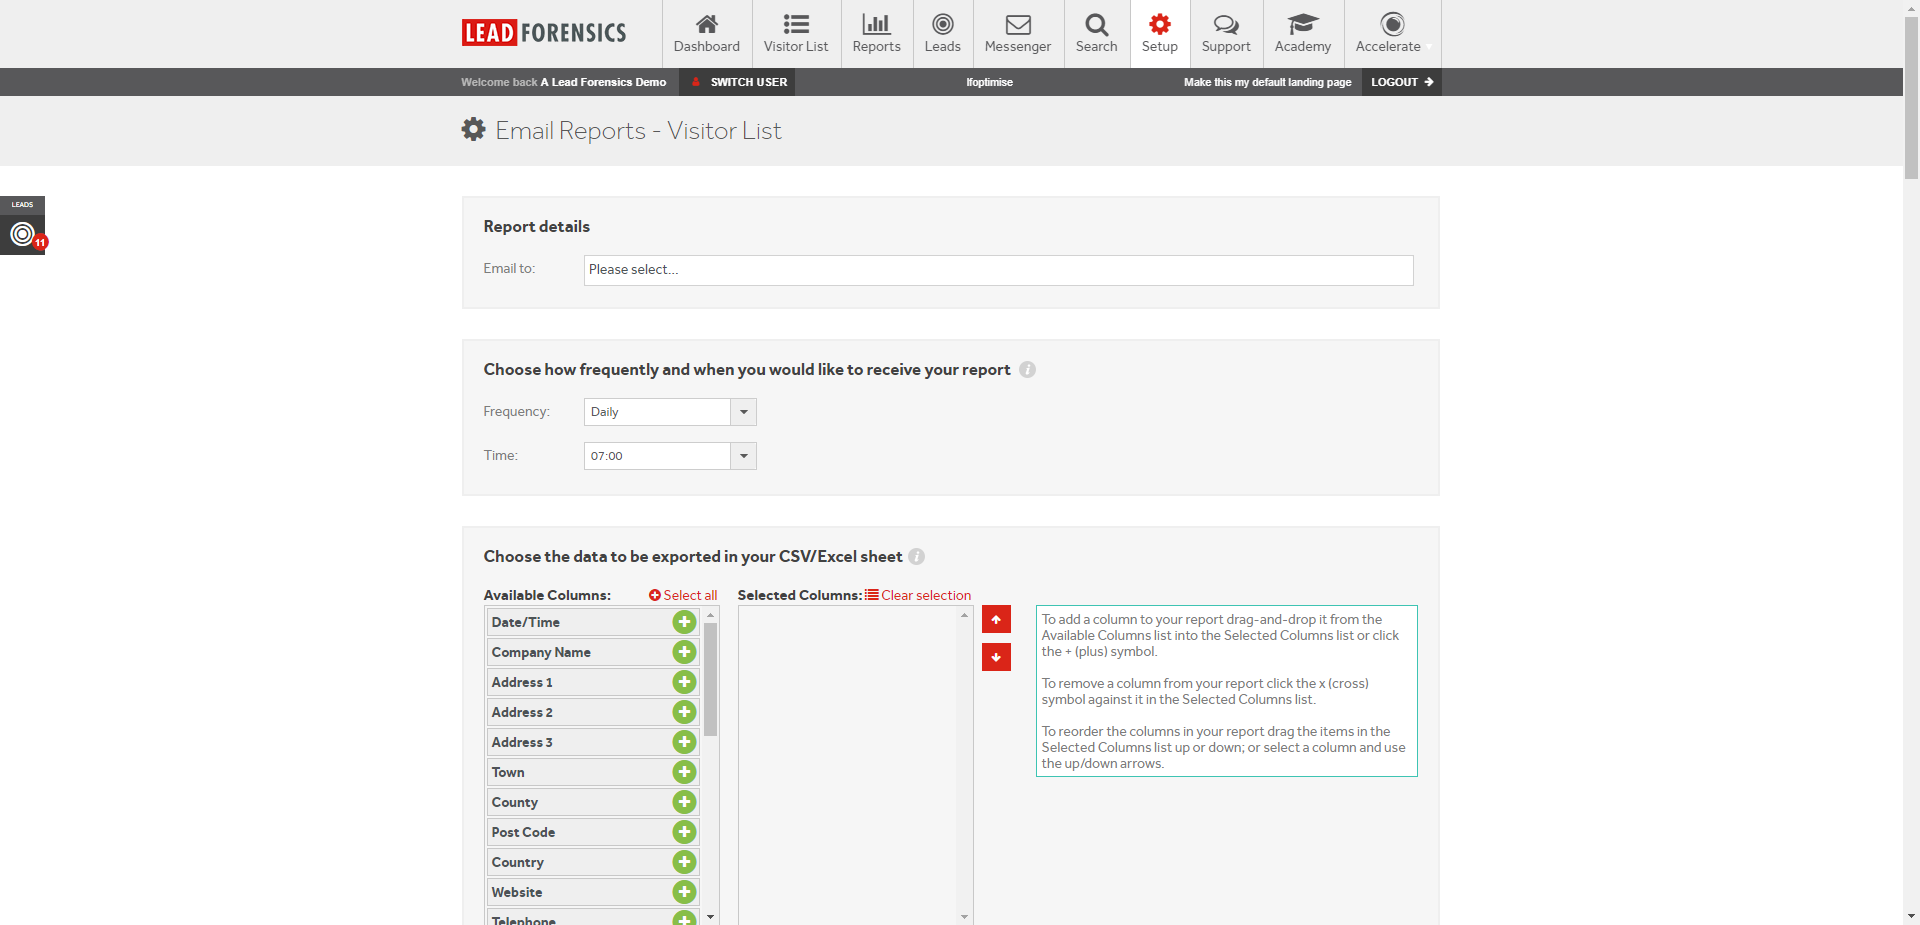 LEAD FORENSICS
Dashboard
Visitor List
Reports
Leads
Messenger
Search
Setup
Support
Academy
Accelerate
Welcome back A Lead Forensics Demo
SWITCH USER
lfoptimise
Make this my default landing page
LOGOUT
Email Reports - Visitor List
LEADS
11
Report details
Email to:
Please select...
Choose how frequently and when you would like to receive your report
Frequency:
Daily
Time:
07:00
Choose the data to be exported in your CSV/Excel sheet
Available Columns:
Select all
Selected Columns:
Clear selection
Date/Time
Company Name
Address 1
Address 2
Address 3
Town
County
Post Code
Country
Website
Telephone
To add a column to your report drag-and-drop it from the
Available Columns list into the Selected Columns list or click
the + (plus) symbol.
To remove a column from your report click the x (cross)
symbol against it in the Selected Columns list.
To reorder the columns in your report drag the items in the
Selected Columns list up or down; or select a column and use
the up/down arrows.